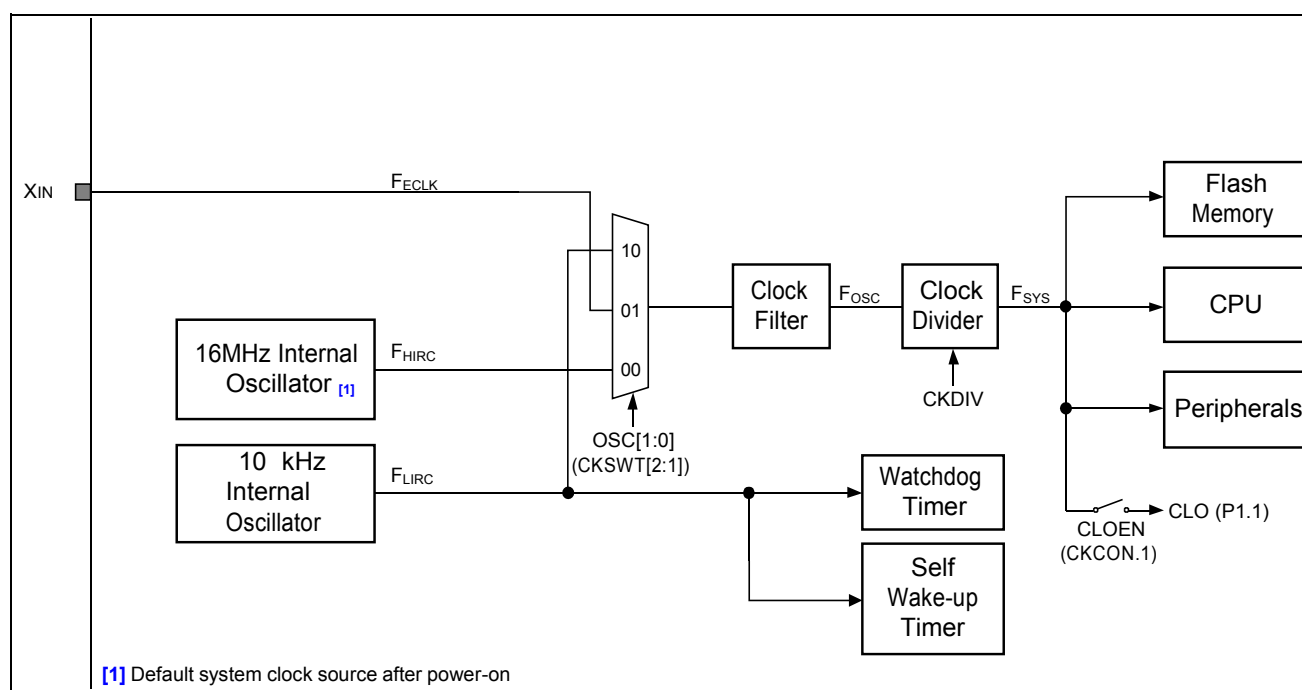 XIN
FECLK
10
01
00
16MHz Internal
Oscillator [1]
FHIRC
10 kHz
Internal
Oscillator
FLIRC
OSC[1:0]
(CKSWT[2:1])
Clock
Filter
FOSC
Clock
Divider
CKDIV
FSYS
Flash
Memory
CPU
Peripherals
CLO (P1.1)
CLOEN
(CKCON.1)
Watchdog
Timer
Self
Wake-up
Timer
[1] Default system clock source after power-on